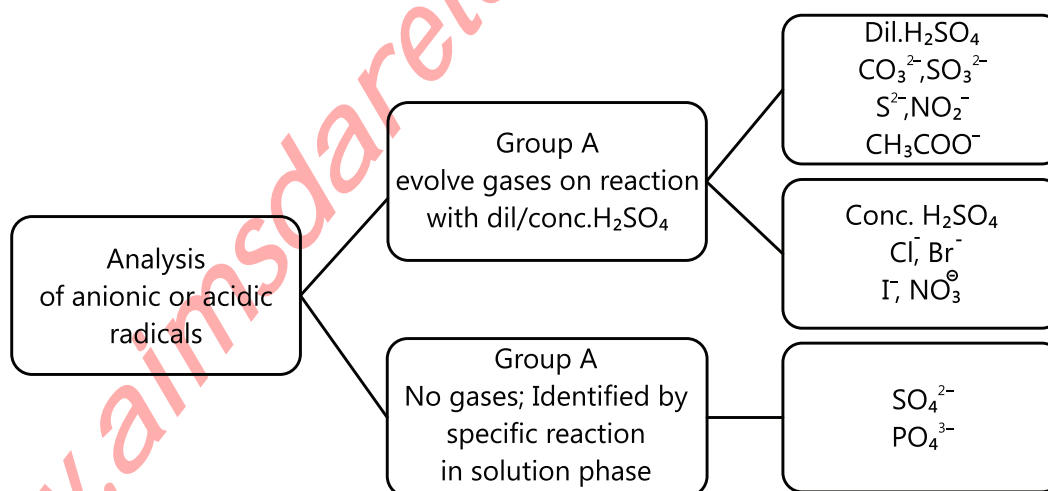 Analysis
of anionic or acidic
radicals
Group A
evolve gases on reaction
with dil/conc.H₂SO₄
Group A
No gases; Identified by
specific reaction
in solution phase
Dil.H₂SO₄
CO₃²⁻,SO₃²⁻
S²⁻,NO₂⁻
CH₃COO⁻
Conc. H₂SO₄
Cl⁻, Br⁻
I⁻, NO₃⊖
SO₄²⁻
PO₄³⁻